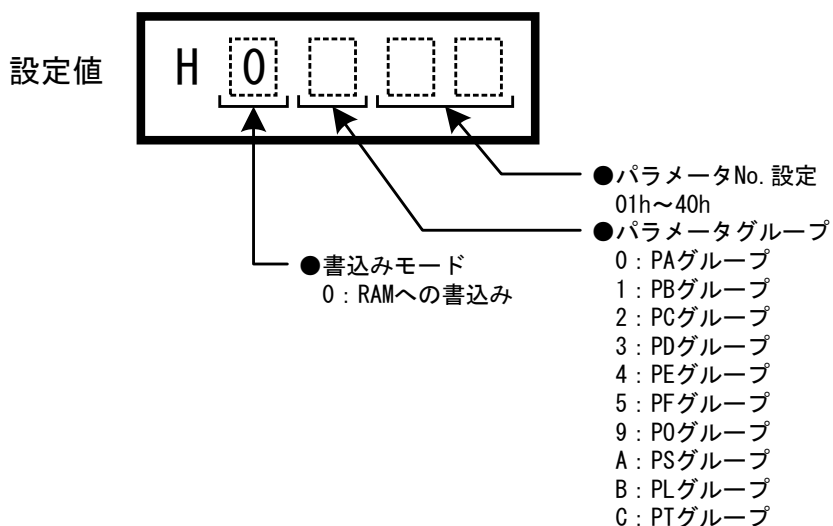 設定値 H 0
●パラメータNo.設定
01h～40h
●パラメータグループ
0：PAグループ
1：PBグループ
2：PCグループ
3：PDグループ
4：PEグループ
5：PFグループ
9：POグループ
A：PSグループ
B：PLグループ
C：PTグループ
●書込みモード
0：RAMへの書込み